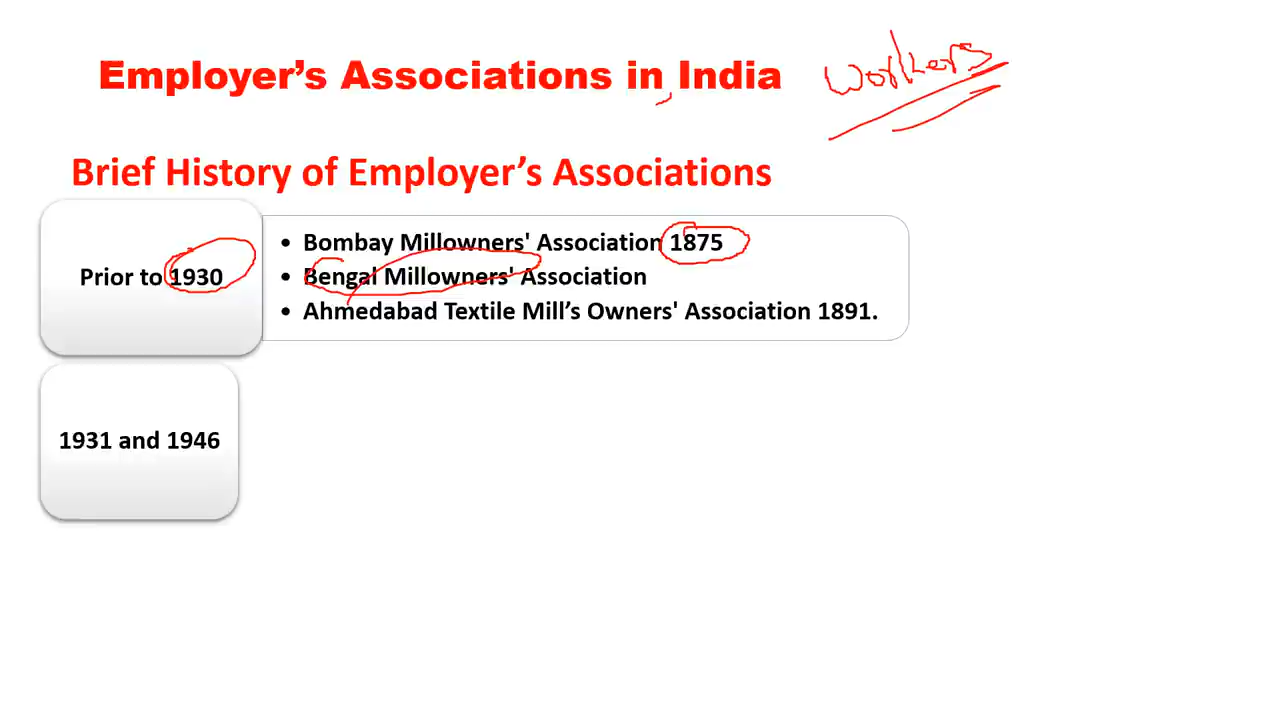 Employer’s Associations in India
Workers
Brief History of Employer’s Associations
Prior to 1930
• Bombay Millowners' Association 1875
• Bengal Millowners' Association
• Ahmedabad Textile Mill’s Owners' Association 1891.
1931 and 1946